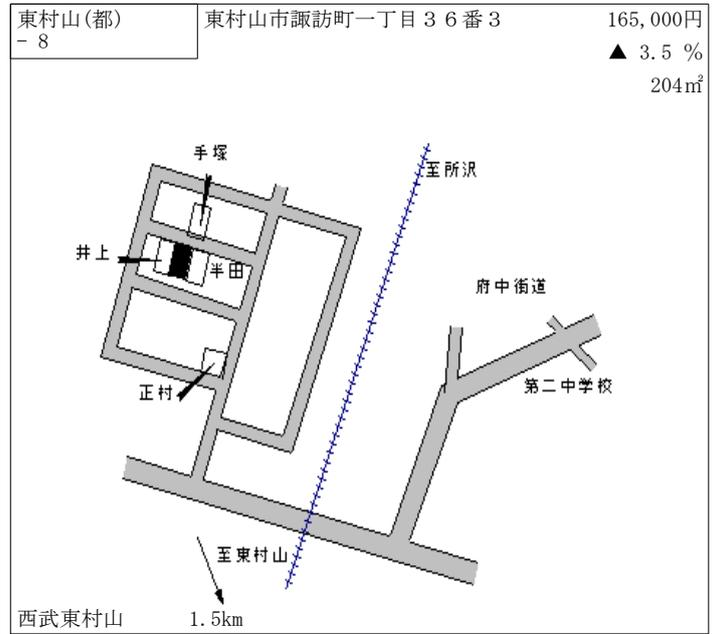 東村山(都)
- 8
東村山市諏訪町一丁目３６番３
165,000円
▲ 3.5 %
204㎡
手塚
至所沢
井上
半田
府中街道
正村
第二中学校
至東村山
西武東村山 1.5km